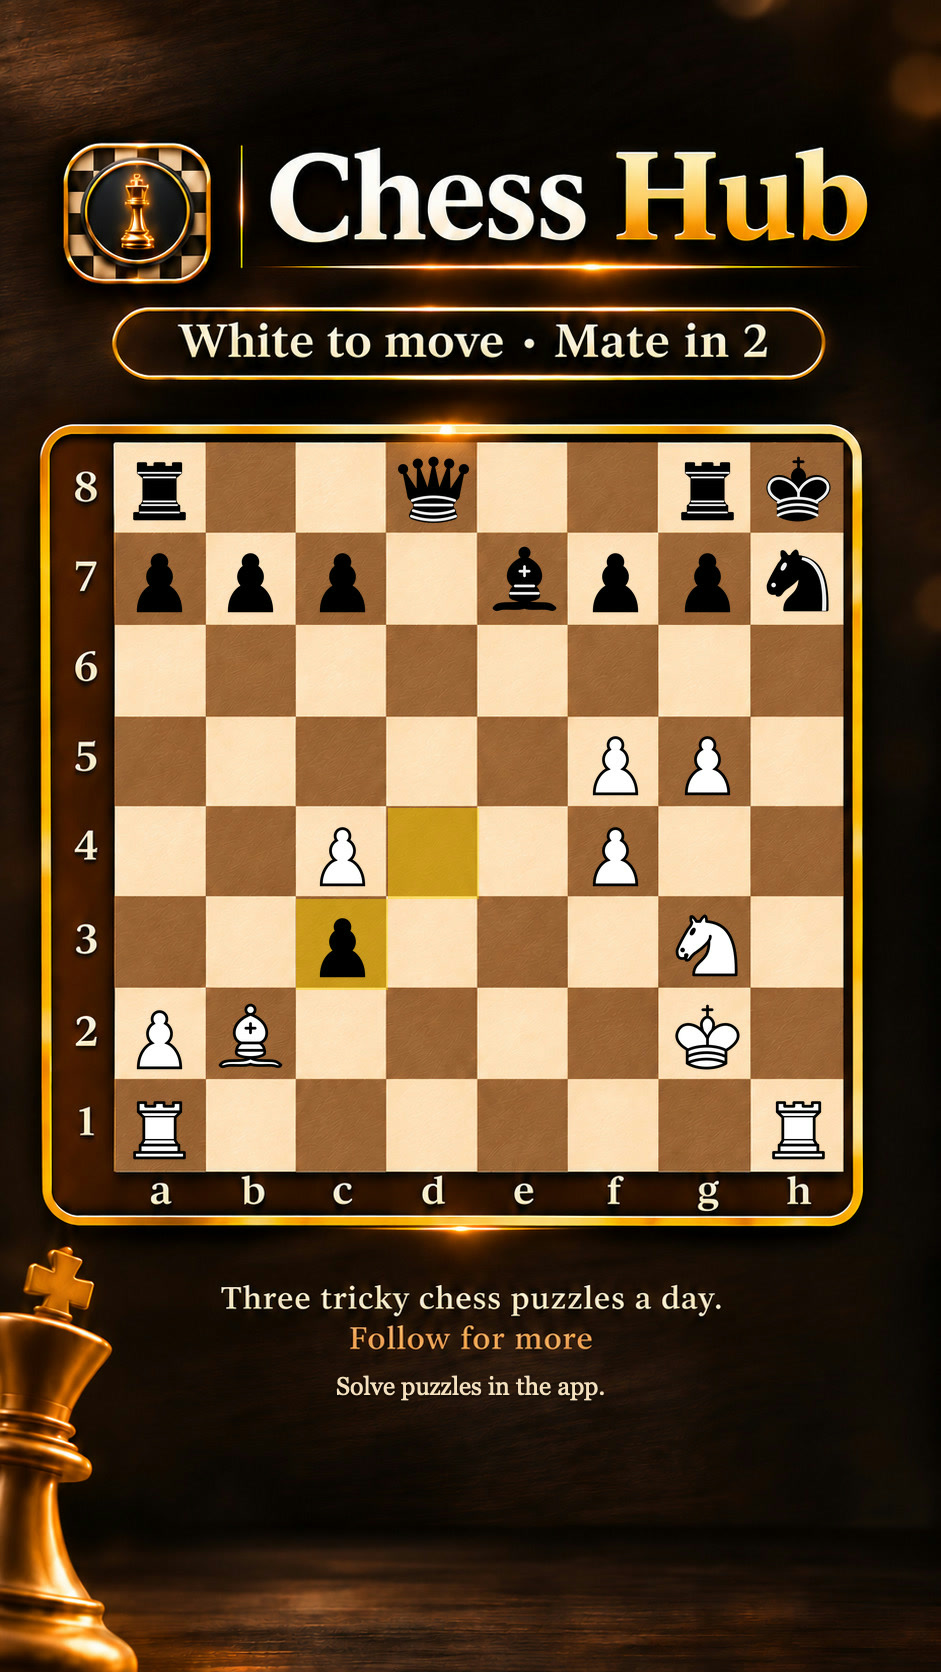 Chess Hub
White to move · Mate in 2
8
7
6
5
4
3
2
1
a b c d e f g h
Three tricky chess puzzles a day.
Follow for more
Solve puzzles in the app.